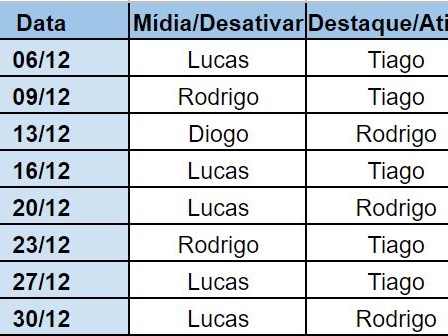 Data Mídia/Desativar Destaque/Ati
06/12 Lucas Tiago
09/12 Rodrigo Tiago
13/12 Diogo Rodrigo
16/12 Lucas Tiago
20/12 Lucas Rodrigo
23/12 Rodrigo Tiago
27/12 Lucas Tiago
30/12 Lucas Rodrigo